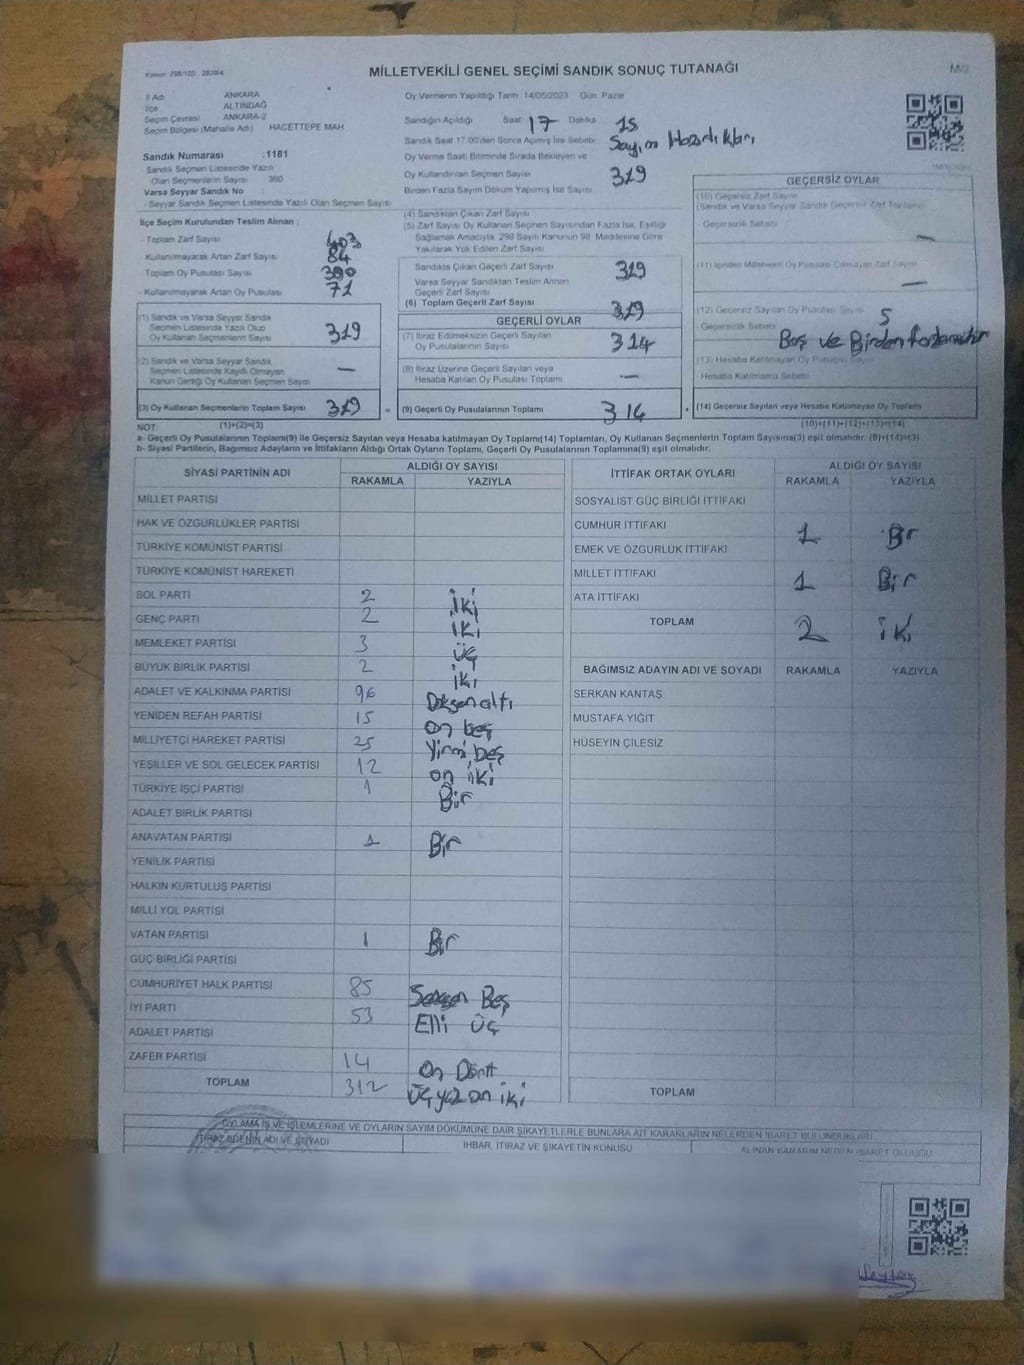 Kanun: 298/105 2839/4
MİLLETVEKİLİ GENEL SEÇİMİ SANDIK SONUÇ TUTANAĞI
İl Adı ANKARA
İlçe ALTINDAĞ
Seçim Çevresi ANKARA-2
Seçim Bölgesi (Mahalle Adı) HACETTEPE MAH
Sandık Numarası :1181
Sandık Seçmen Listesinde Yazılı
Olan Seçmenlerin Sayısı 360
Varsa Seyyar Sandık No
- Seyyar Sandık Seçmen Listesinde Yazılı Olan Seçmen Sayısı
Oy Vermenin Yapıldığı Tarih 14/05/2023 Gün: Pazar
Sandığın Açıldığı Saat 17 Dakika 15
Sandık Saat 17.00'den Sonra Açılmış İse Sebebi: Sayım Hazırlıkları
Oy Verme Saati Bitiminde Sırada Bekleyen ve
Oy Kullandırılan Seçmen Sayısı 319
Birden Fazla Sayım Döküm Yapılmış İse Sayısı
İlçe Seçim Kurulundan Teslim Alınan :
- Toplam Zarf Sayısı 403
- Kullanılmayarak Artan Zarf Sayısı 84
Toplam Oy Pusulası Sayısı 390
- Kullanılmayarak Artan Oy Pusulası 71
(4) Sandıktan Çıkan Zarf Sayısı
(5) Zarf Sayısı Oy Kullanan Seçmen Sayısından Fazla İse, Eşitliği
Sağlamak Amacıyla, 298 Sayılı Kanunun 98. Maddesine Göre
Yakılarak Yok Edilen Zarf Sayısı
Sandıkta Çıkan Geçerli Zarf Sayısı 319
Varsa Seyyar Sandıktan Teslim Alınan
Geçerli Zarf Sayısı
(6) Toplam Geçerli Zarf Sayısı 319
GEÇERSİZ OYLAR
(10) Geçersiz Zarf Sayısı
(Sandık ve Varsa Seyyar Sandık Geçersiz Zarf Toplamı)
- Geçersizlik Sebebi —
(11) İçinden Milletvekili Oy Pusulası Çıkmayan Zarf Sayısı —
(12) Geçersiz Sayılan Oy Pusulası Sayısı 5
Geçersizlik Sebebi Boş ve Birden fazla
(13) Hesaba Katılmayan Oy Pusulası Sayısı
Hesaba Katılmama Sebebi
(1) Sandık ve Varsa Seyyar Sandık
Seçmen Listesinde Yazılı Olup
Oy Kullanan Seçmenlerin Sayısı 319
(2) Sandık ve Varsa Seyyar Sandık
Seçmen Listesinde Kayıtlı Olmayan
Kanun Gereği Oy Kullanan Seçmen Sayısı —
(3) Oy Kullanan Seçmenlerin Toplam Sayısı 319
GEÇERLİ OYLAR
(7) İtiraz Edilmeksizin Geçerli Sayılan
Oy Pusulalarının Sayısı 314
(8) İtiraz Üzerine Geçerli Sayılan veya
Hesaba Katılan Oy Pusulası Toplamı —
= (9) Geçerli Oy Pusulalarının Toplamı 314
+ (14) Geçersiz Sayılan veya Hesaba Katılmayan Oy Toplamı
NOT: (1)+(2)=(3) (10)+(11)+(12)+(13)=(14)
a- Geçerli Oy Pusulalarının Toplamı(9) ile Geçersiz Sayılan veya Hesaba katılmayan Oy Toplamı(14) Toplamları, Oy Kullanan Seçmenlerin Toplam Sayısına(3) eşit olmalıdır. (9)+(14)=(3)
b- Siyasi Partilerin, Bağımsız Adayların ve İttifakların Aldığı Oyların Toplamı, Geçerli Oy Pusulalarının Toplamına(9) eşit olmalıdır.
SİYASİ PARTİNİN ADI ALDIĞI OY SAYISI
RAKAMLA YAZIYLA
MİLLET PARTİSİ
HAK VE ÖZGÜRLÜKLER PARTİSİ
TÜRKİYE KOMÜNİST PARTİSİ
TÜRKİYE KOMÜNİST HAREKETİ
SOL PARTİ 2 iki
GENÇ PARTİ 2 iki
MEMLEKET PARTİSİ 3 üç
BÜYÜK BİRLİK PARTİSİ 2 iki
ADALET VE KALKINMA PARTİSİ 96 Doksan altı
YENİDEN REFAH PARTİSİ 15 on beş
MİLLİYETÇİ HAREKET PARTİSİ 25 Yirmi beş
YEŞİLLER VE SOL GELECEK PARTİSİ 12 on iki
TÜRKİYE İŞÇİ PARTİSİ 1 Bir
ADALET BİRLİK PARTİSİ
ANAVATAN PARTİSİ 1 Bir
YENİLİK PARTİSİ
HALKIN KURTULUŞ PARTİSİ
MİLLİ YOL PARTİSİ
VATAN PARTİSİ 1 Bir
GÜÇ BİRLİĞİ PARTİSİ
CUMHURİYET HALK PARTİSİ 85 Seksen Beş
İYİ PARTİ 53 Elli üç
ADALET PARTİSİ
ZAFER PARTİSİ 14 On Dört
TOPLAM 312 üçyüz on iki
İTTİFAK ORTAK OYLARI ALDIĞI OY SAYISI
RAKAMLA YAZIYLA
SOSYALİST GÜÇ BİRLİĞİ İTTİFAKI
CUMHUR İTTİFAKI 1 Bir
EMEK VE ÖZGÜRLÜK İTTİFAKI
MİLLET İTTİFAKI 1 Bir
ATA İTTİFAKI
TOPLAM 2 iki
BAĞIMSIZ ADAYIN ADI VE SOYADI RAKAMLA YAZIYLA
SERKAN KANTAŞ
MUSTAFA YİĞİT
HÜSEYİN ÇİLESİZ
TOPLAM
OYLAMA İŞ VE İŞLEMLERİNE VE OYLARIN SAYIM DÖKÜMÜNE DAİR ŞİKAYETLERLE BUNLARA AİT KARARLARIN NELERDEN İBARET BULUNDUKLARI
İTİRAZ EDENİN ADI VE SOYADI İHBAR, İTİRAZ VE ŞİKAYETİN KONUSU ALINAN KARARIN NEDEN İBARET OLDUĞU